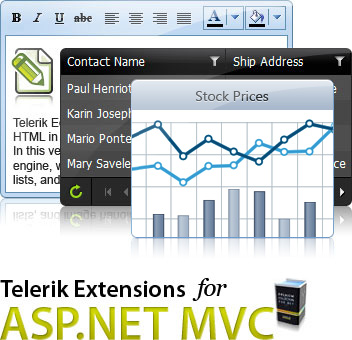 B I U abc A
Contact Name Ship Address
Paul Henriot
Karin Joseph
Mario Ponte
Mary Savele
Stock Prices
Telerik E
HTML in
In this ve
engine, w
lists, and
Telerik Extensions for
ASP.NET MVC